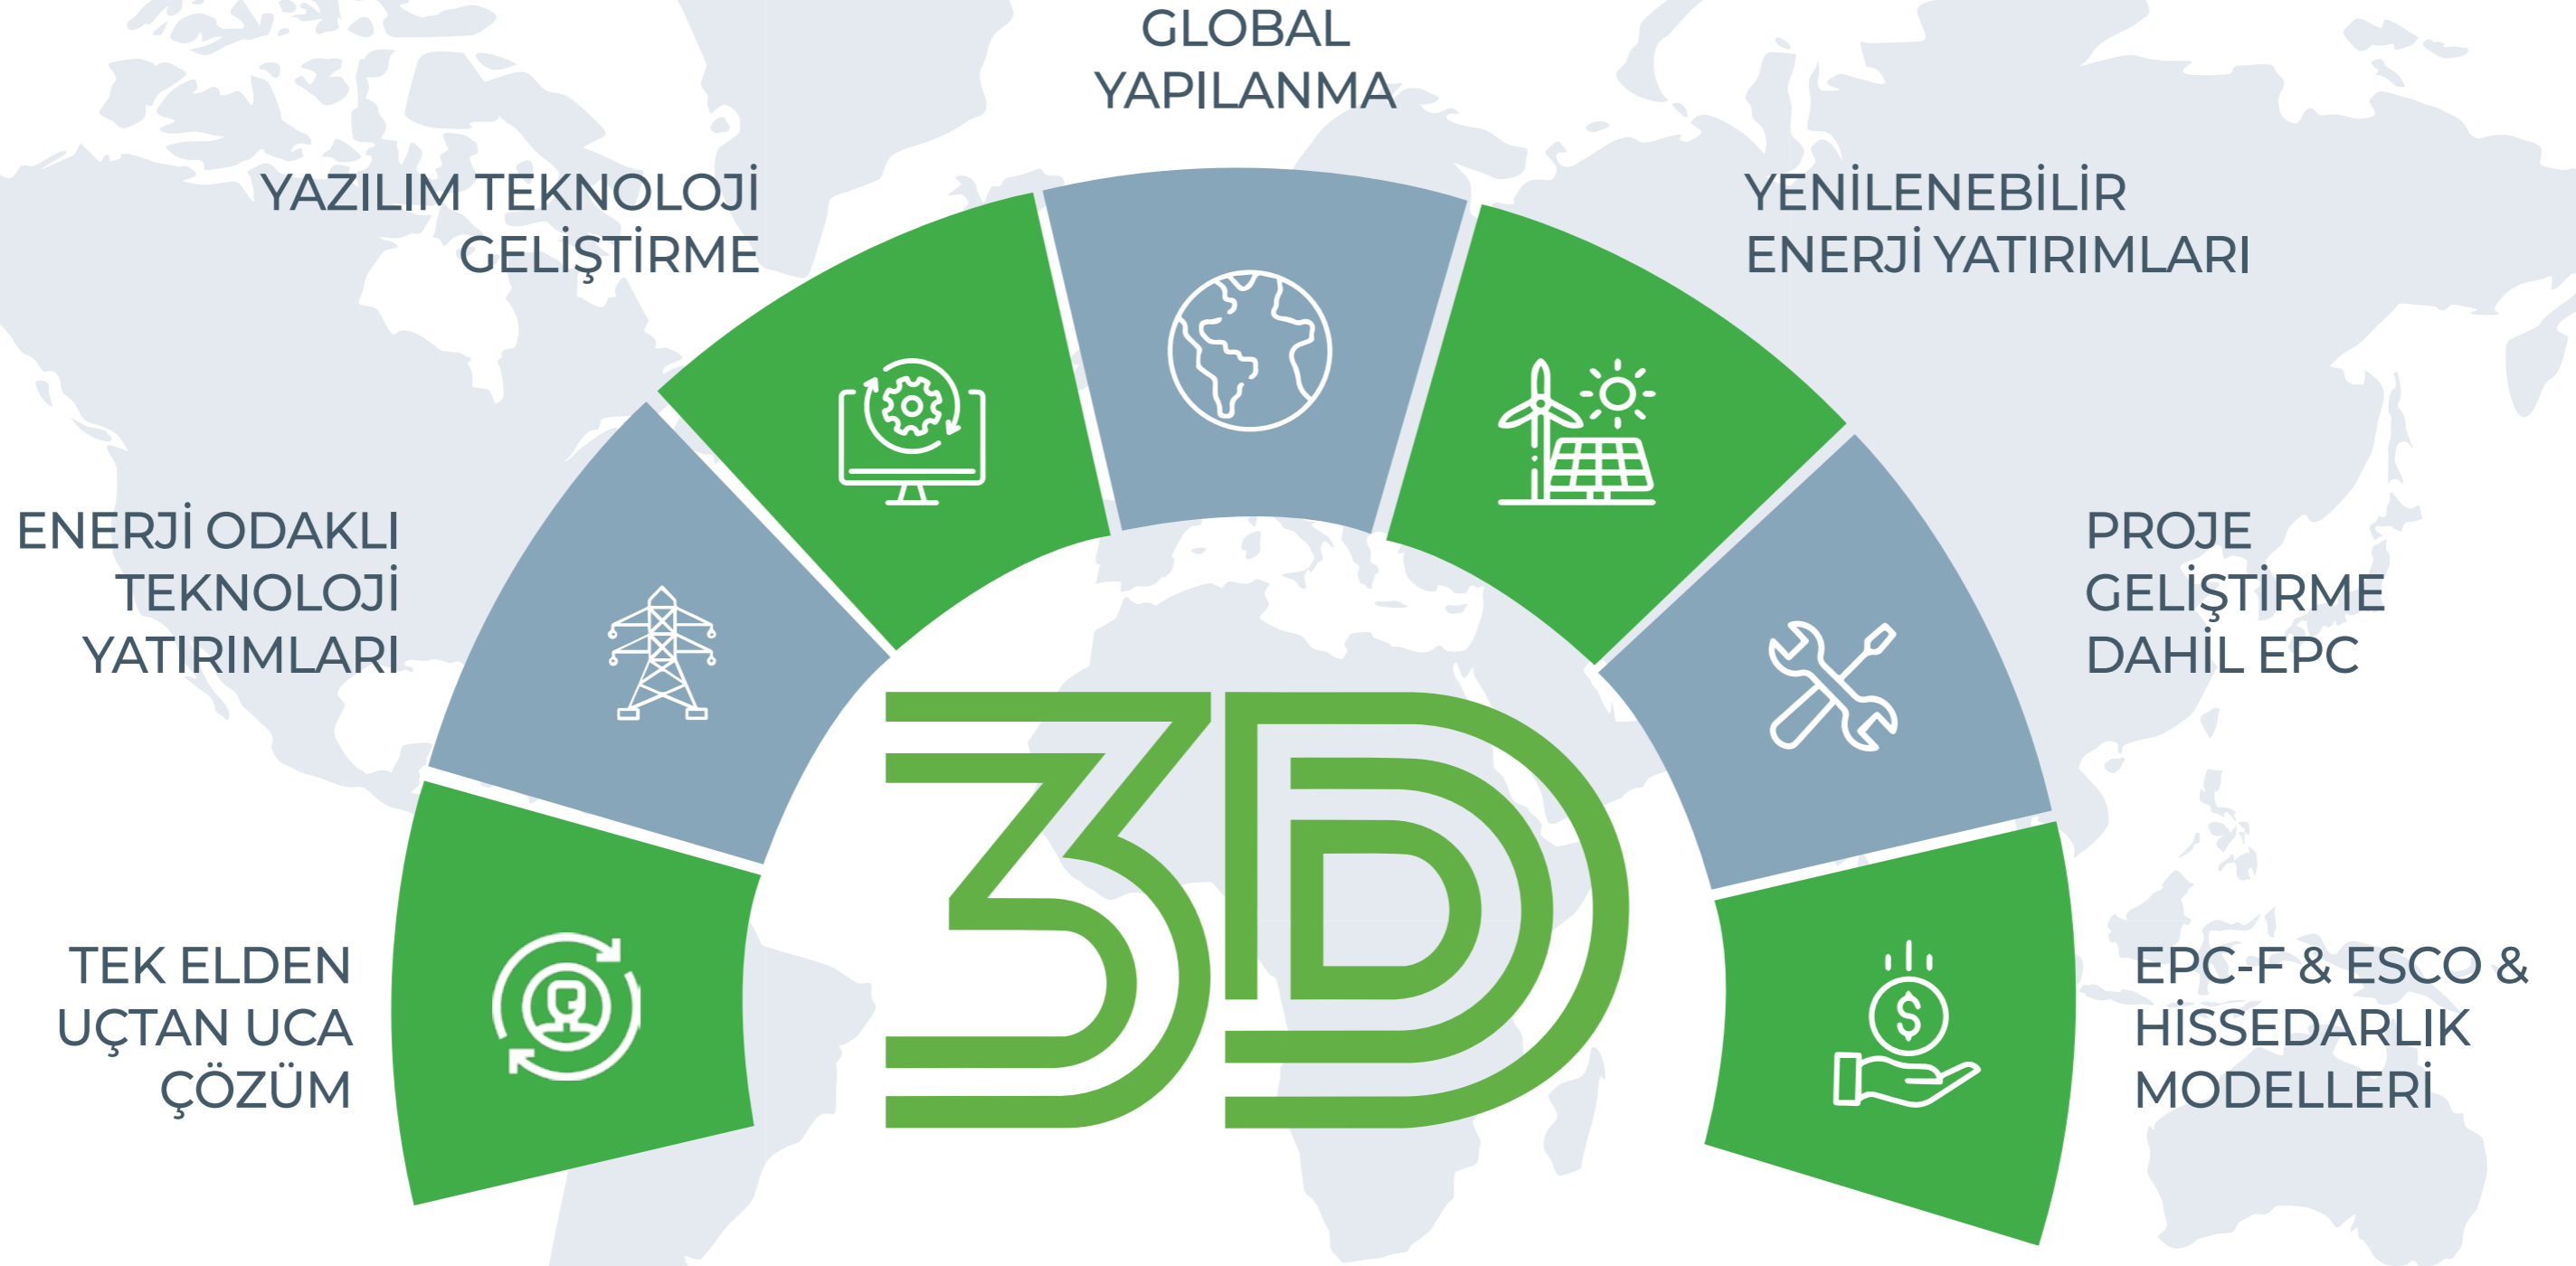 GLOBAL
YAPILANMA
YAZILIM TEKNOLOJİ
GELİŞTİRME
YENİLENEBİLİR
ENERJİ YATIRIMLARI
ENERJİ ODAKLI
TEKNOLOJİ
YATIRIMLARI
PROJE
GELİŞTİRME
DAHİL EPC
TEK ELDEN
UÇTAN UCA
ÇÖZÜM
EPC-F & ESCO &
HİSSEDARLIK
MODELLERİ
3D
$